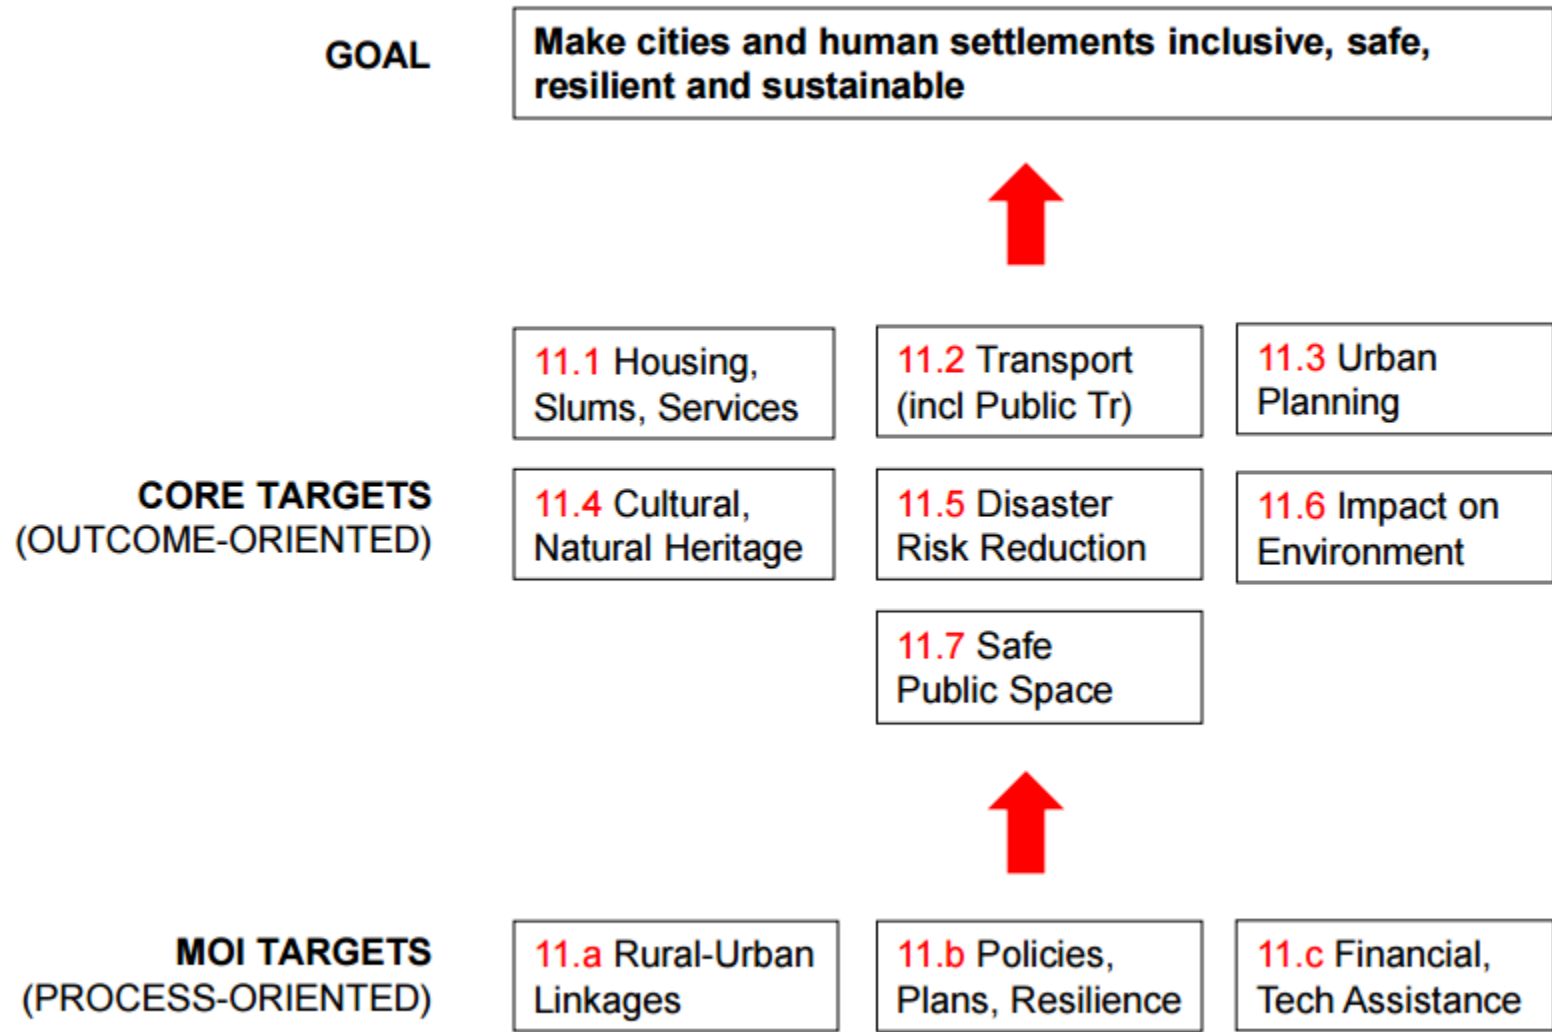 GOAL
Make cities and human settlements inclusive, safe,
resilient and sustainable
11.1 Housing,
Slums, Services
11.2 Transport
(incl Public Tr)
11.3 Urban
Planning
CORE TARGETS
(OUTCOME-ORIENTED)
11.4 Cultural,
Natural Heritage
11.5 Disaster
Risk Reduction
11.6 Impact on
Environment
11.7 Safe
Public Space
MOI TARGETS
(PROCESS-ORIENTED)
11.a Rural-Urban
Linkages
11.b Policies,
Plans, Resilience
11.c Financial,
Tech Assistance